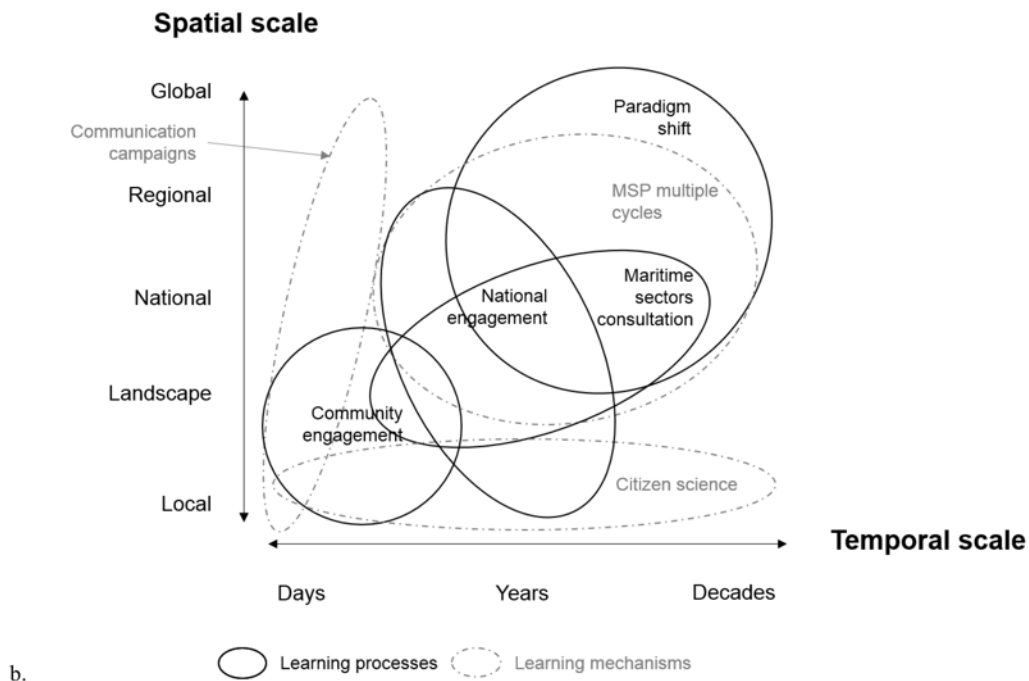 Spatial scale
Global
Communication
campaigns
Regional
National
Landscape
Local
Paradigm
shift
MSP multiple
cycles
National
engagement
Maritime
sectors
consultation
Community
engagement
Citizen science
Temporal scale
Days
Years
Decades
Learning processes
Learning mechanisms
b.